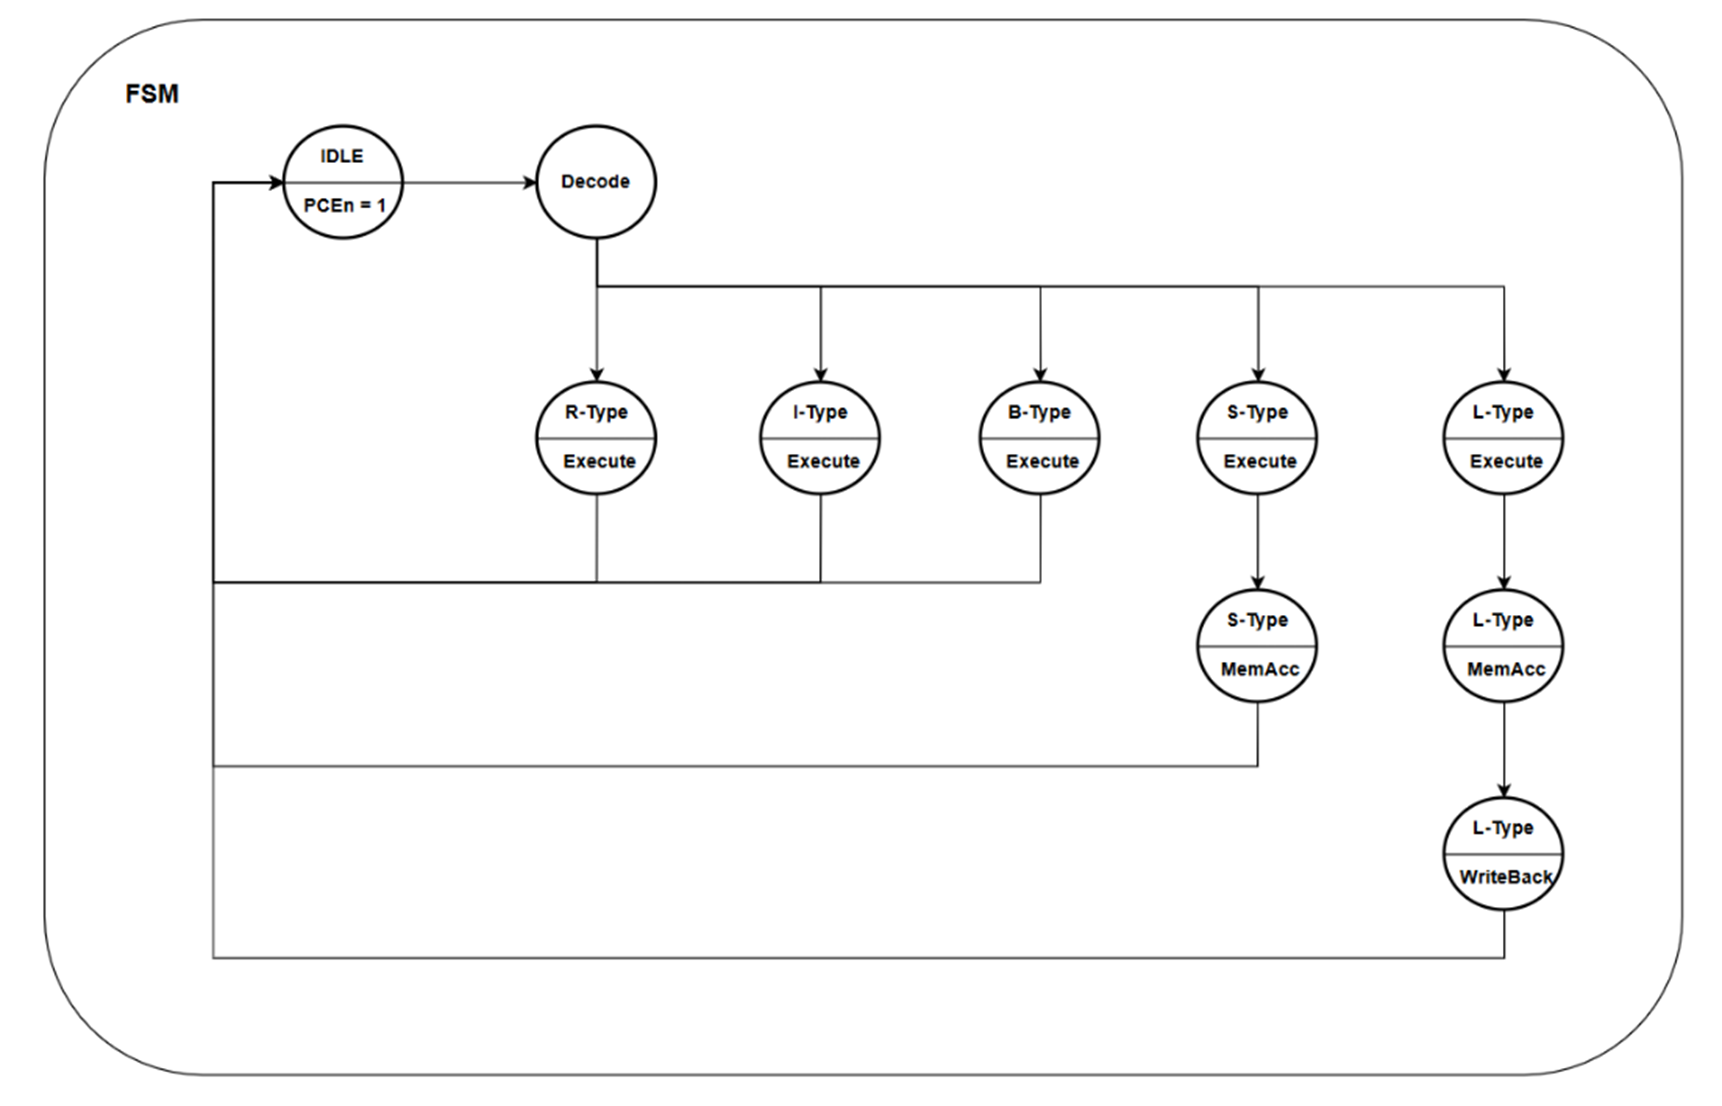 FSM
IDLE
PCEn = 1
Decode
R-Type
Execute
I-Type
Execute
B-Type
Execute
S-Type
Execute
L-Type
Execute
S-Type
MemAcc
L-Type
MemAcc
L-Type
WriteBack